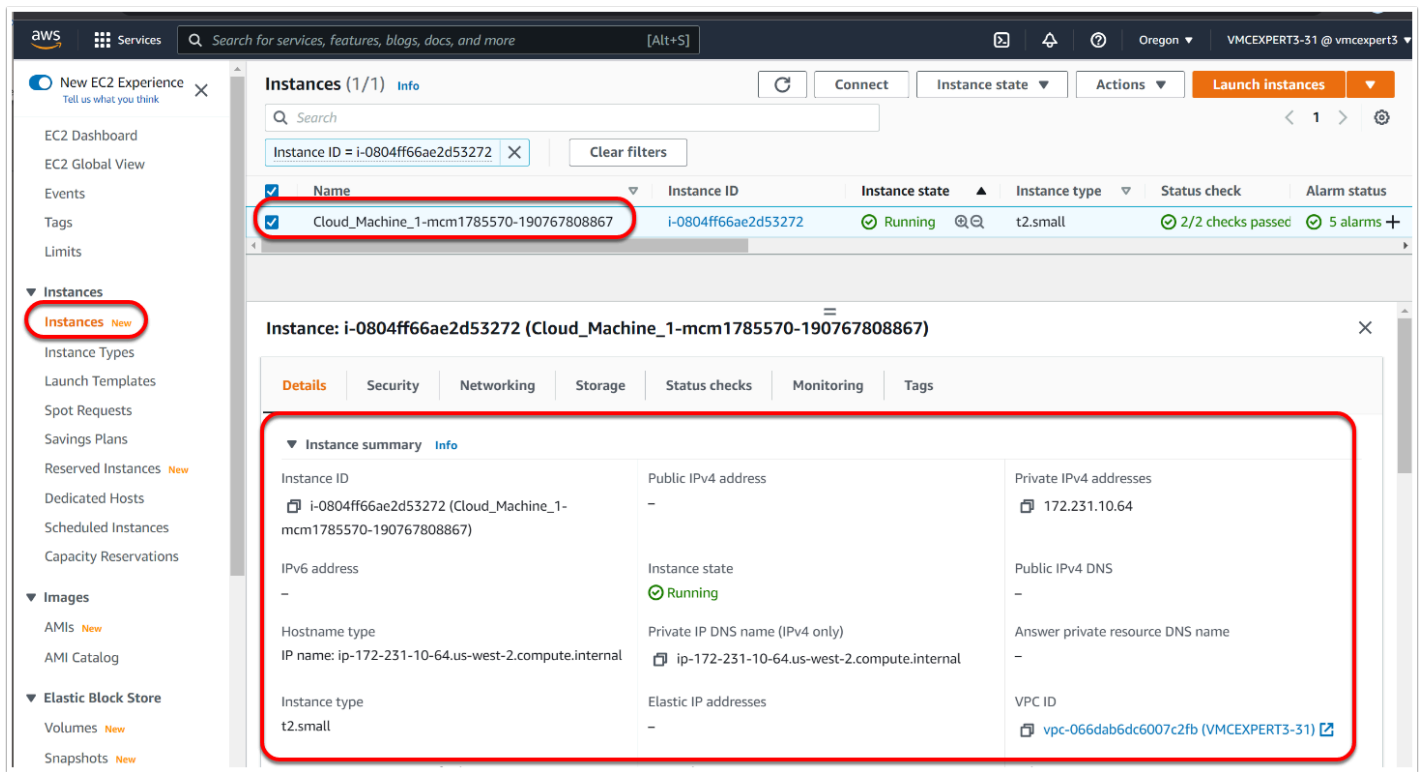 aws Services Search for services, features, blogs, docs, and more [Alt+S] Oregon VMCEXPERT3-31 @ vmcexpert3
New EC2 Experience
Tell us what you think
EC2 Dashboard
EC2 Global View
Events
Tags
Limits
Instances
Instances New
Instance Types
Launch Templates
Spot Requests
Savings Plans
Reserved Instances New
Dedicated Hosts
Scheduled Instances
Capacity Reservations
Images
AMIs New
AMI Catalog
Elastic Block Store
Volumes New
Snapshots New
Instances (1/1) Info Connect Instance state Actions Launch instances
Search 1
Instance ID = i-0804ff66ae2d53272 Clear filters
Name Instance ID Instance state Instance type Status check Alarm status
Cloud_Machine_1-mcm1785570-190767808867 i-0804ff66ae2d53272 Running t2.small 2/2 checks passed 5 alarms
Instance: i-0804ff66ae2d53272 (Cloud_Machine_1-mcm1785570-190767808867)
Details Security Networking Storage Status checks Monitoring Tags
Instance summary Info
Instance ID Public IPv4 address Private IPv4 addresses
i-0804ff66ae2d53272 (Cloud_Machine_1- – 172.231.10.64
mcm1785570-190767808867)
IPv6 address Instance state Public IPv4 DNS
– Running –
Hostname type Private IP DNS name (IPv4 only) Answer private resource DNS name
IP name: ip-172-231-10-64.us-west-2.compute.internal ip-172-231-10-64.us-west-2.compute.internal –
Instance type Elastic IP addresses VPC ID
t2.small – vpc-066dab6dc6007c2fb (VMCEXPERT3-31)